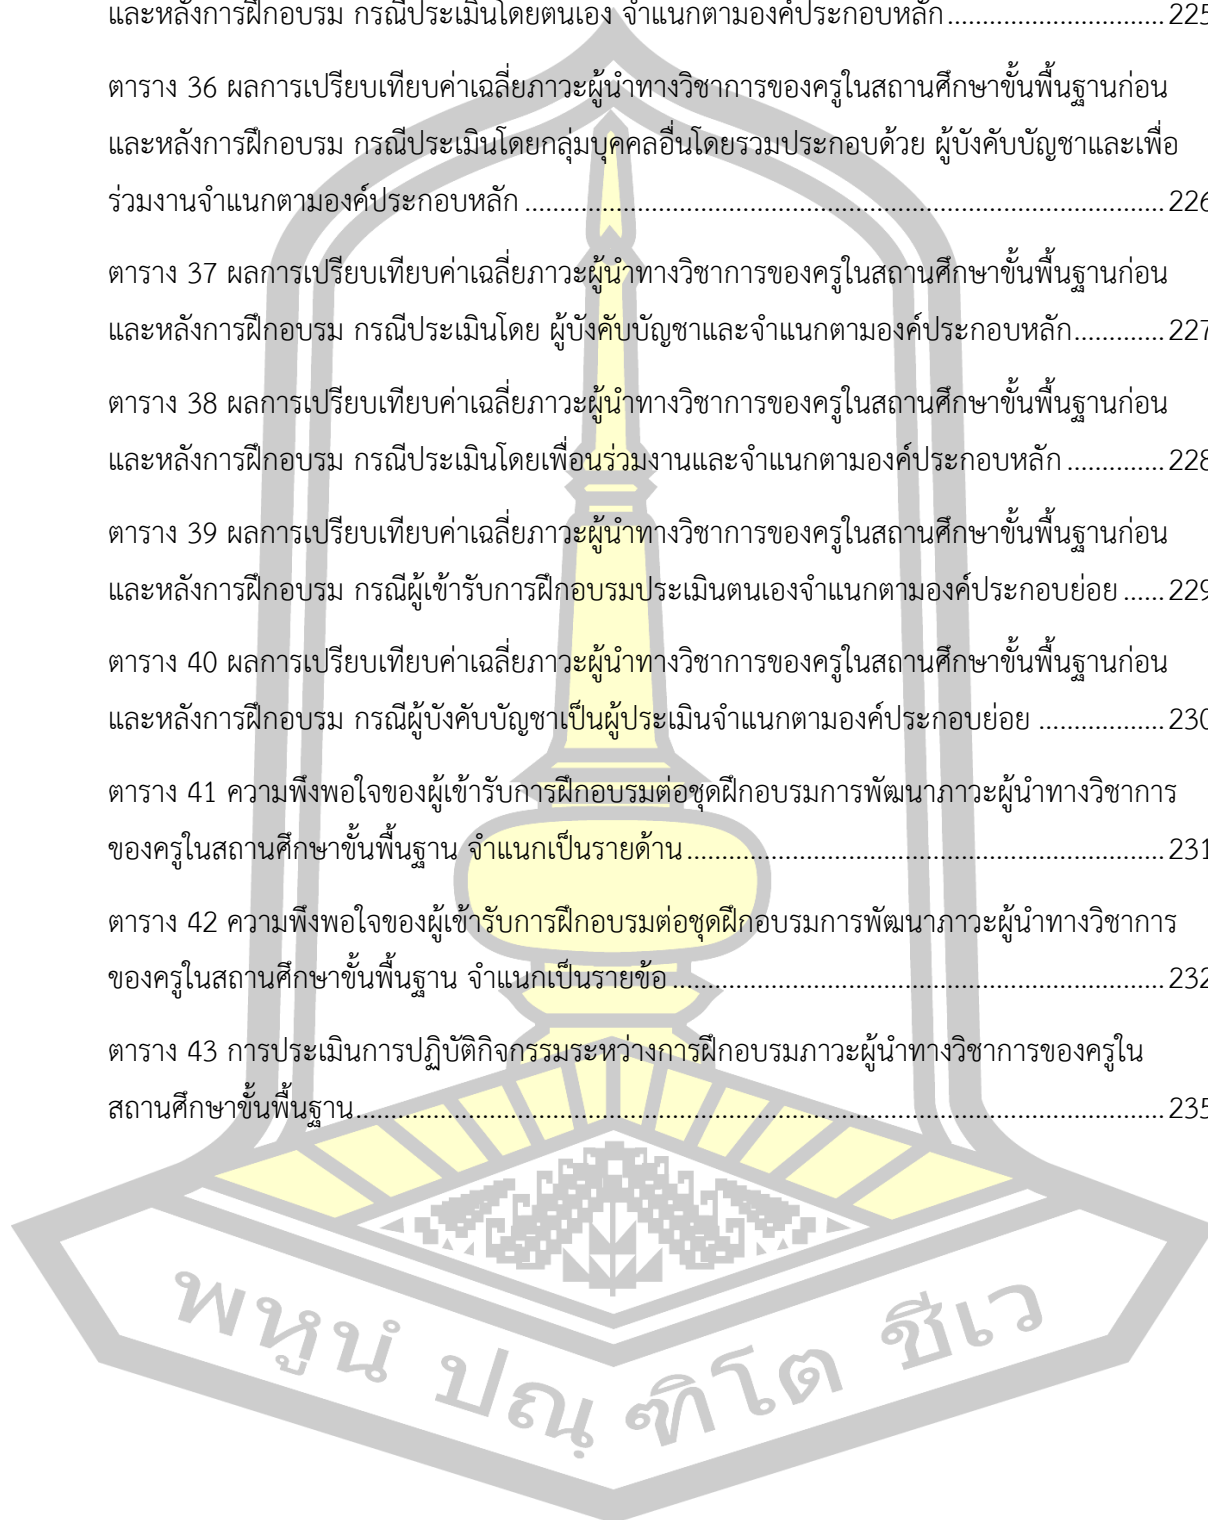 และหลังการฝึกอบรม กรณีประเมินโดยตนเอง จำแนกตามองค์ประกอบหลัก..........................225
ตาราง 36 ผลการเปรียบเทียบค่าเฉลี่ยภาวะผู้นำทางวิชาการของครูในสถานศึกษาขั้นพื้นฐานก่อน
และหลังการฝึกอบรม กรณีประเมินโดยกลุ่มบุคคลอื่นโดยรวมประกอบด้วย ผู้บังคับบัญชาและเพื่อ
ร่วมงานจำแนกตามองค์ประกอบหลัก............................................................................226
ตาราง 37 ผลการเปรียบเทียบค่าเฉลี่ยภาวะผู้นำทางวิชาการของครูในสถานศึกษาขั้นพื้นฐานก่อน
และหลังการฝึกอบรม กรณีประเมินโดย ผู้บังคับบัญชาและจำแนกตามองค์ประกอบหลัก.............227
ตาราง 38 ผลการเปรียบเทียบค่าเฉลี่ยภาวะผู้นำทางวิชาการของครูในสถานศึกษาขั้นพื้นฐานก่อน
และหลังการฝึกอบรม กรณีประเมินโดยเพื่อนร่วมงานและจำแนกตามองค์ประกอบหลัก..............228
ตาราง 39 ผลการเปรียบเทียบค่าเฉลี่ยภาวะผู้นำทางวิชาการของครูในสถานศึกษาขั้นพื้นฐานก่อน
และหลังการฝึกอบรม กรณีผู้เข้ารับการฝึกอบรมประเมินตนเองจำแนกตามองค์ประกอบย่อย......229
ตาราง 40 ผลการเปรียบเทียบค่าเฉลี่ยภาวะผู้นำทางวิชาการของครูในสถานศึกษาขั้นพื้นฐานก่อน
และหลังการฝึกอบรม กรณีผู้บังคับบัญชาเป็นผู้ประเมินจำแนกตามองค์ประกอบย่อย...............230
ตาราง 41 ความพึงพอใจของผู้เข้ารับการฝึกอบรมต่อชุดฝึกอบรมการพัฒนาภาวะผู้นำทางวิชาการ
ของครูในสถานศึกษาขั้นพื้นฐาน จำแนกเป็นรายด้าน.........................................................231
ตาราง 42 ความพึงพอใจของผู้เข้ารับการฝึกอบรมต่อชุดฝึกอบรมการพัฒนาภาวะผู้นำทางวิชาการ
ของครูในสถานศึกษาขั้นพื้นฐาน จำแนกเป็นรายข้อ...........................................................232
ตาราง 43 การประเมินการปฏิบัติกิจกรรมระหว่างการฝึกอบรมภาวะผู้นำทางวิชาการของครูใน
สถานศึกษาขั้นพื้นฐาน................................................................................................235
พหูนํ ปณฺฑิโต ชีเว